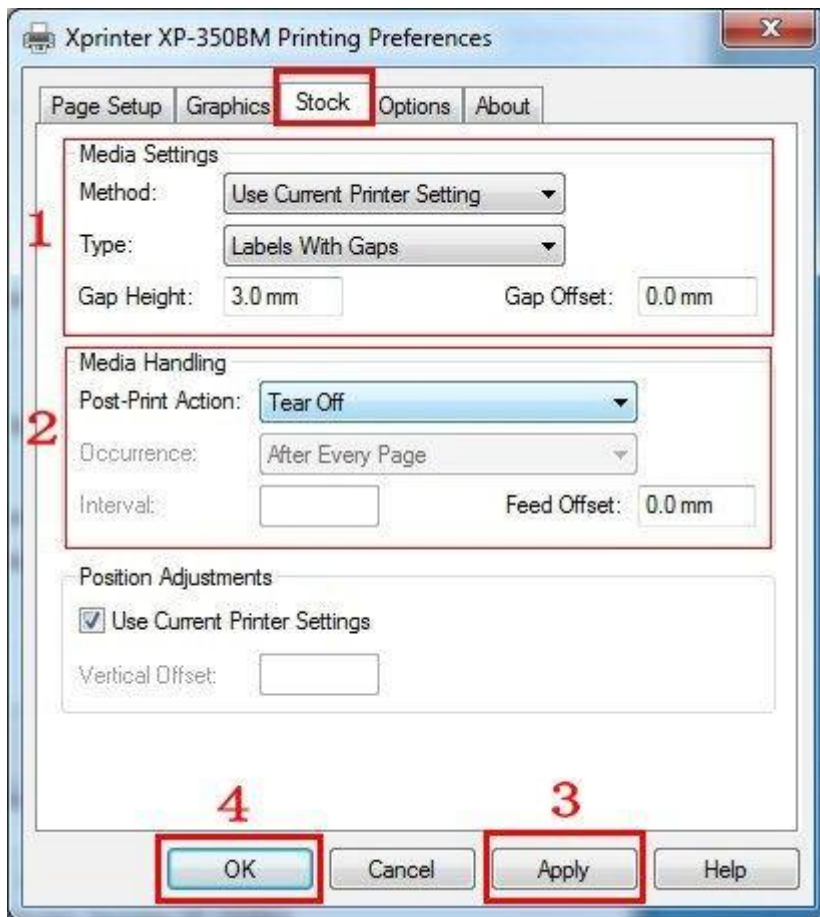 Xprinter XP-350BM Printing Preferences
X
Page Setup Graphics Stock Options About
Media Settings
Method: Use Current Printer Setting
1
Type: Labels With Gaps
Gap Height: 3.0 mm Gap Offset: 0.0 mm
Media Handling
Post-Print Action: Tear Off
2
Occurrence: After Every Page
Interval: Feed Offset: 0.0 mm
Position Adjustments
Use Current Printer Settings
Vertical Offset:
4 3
OK Cancel Apply Help